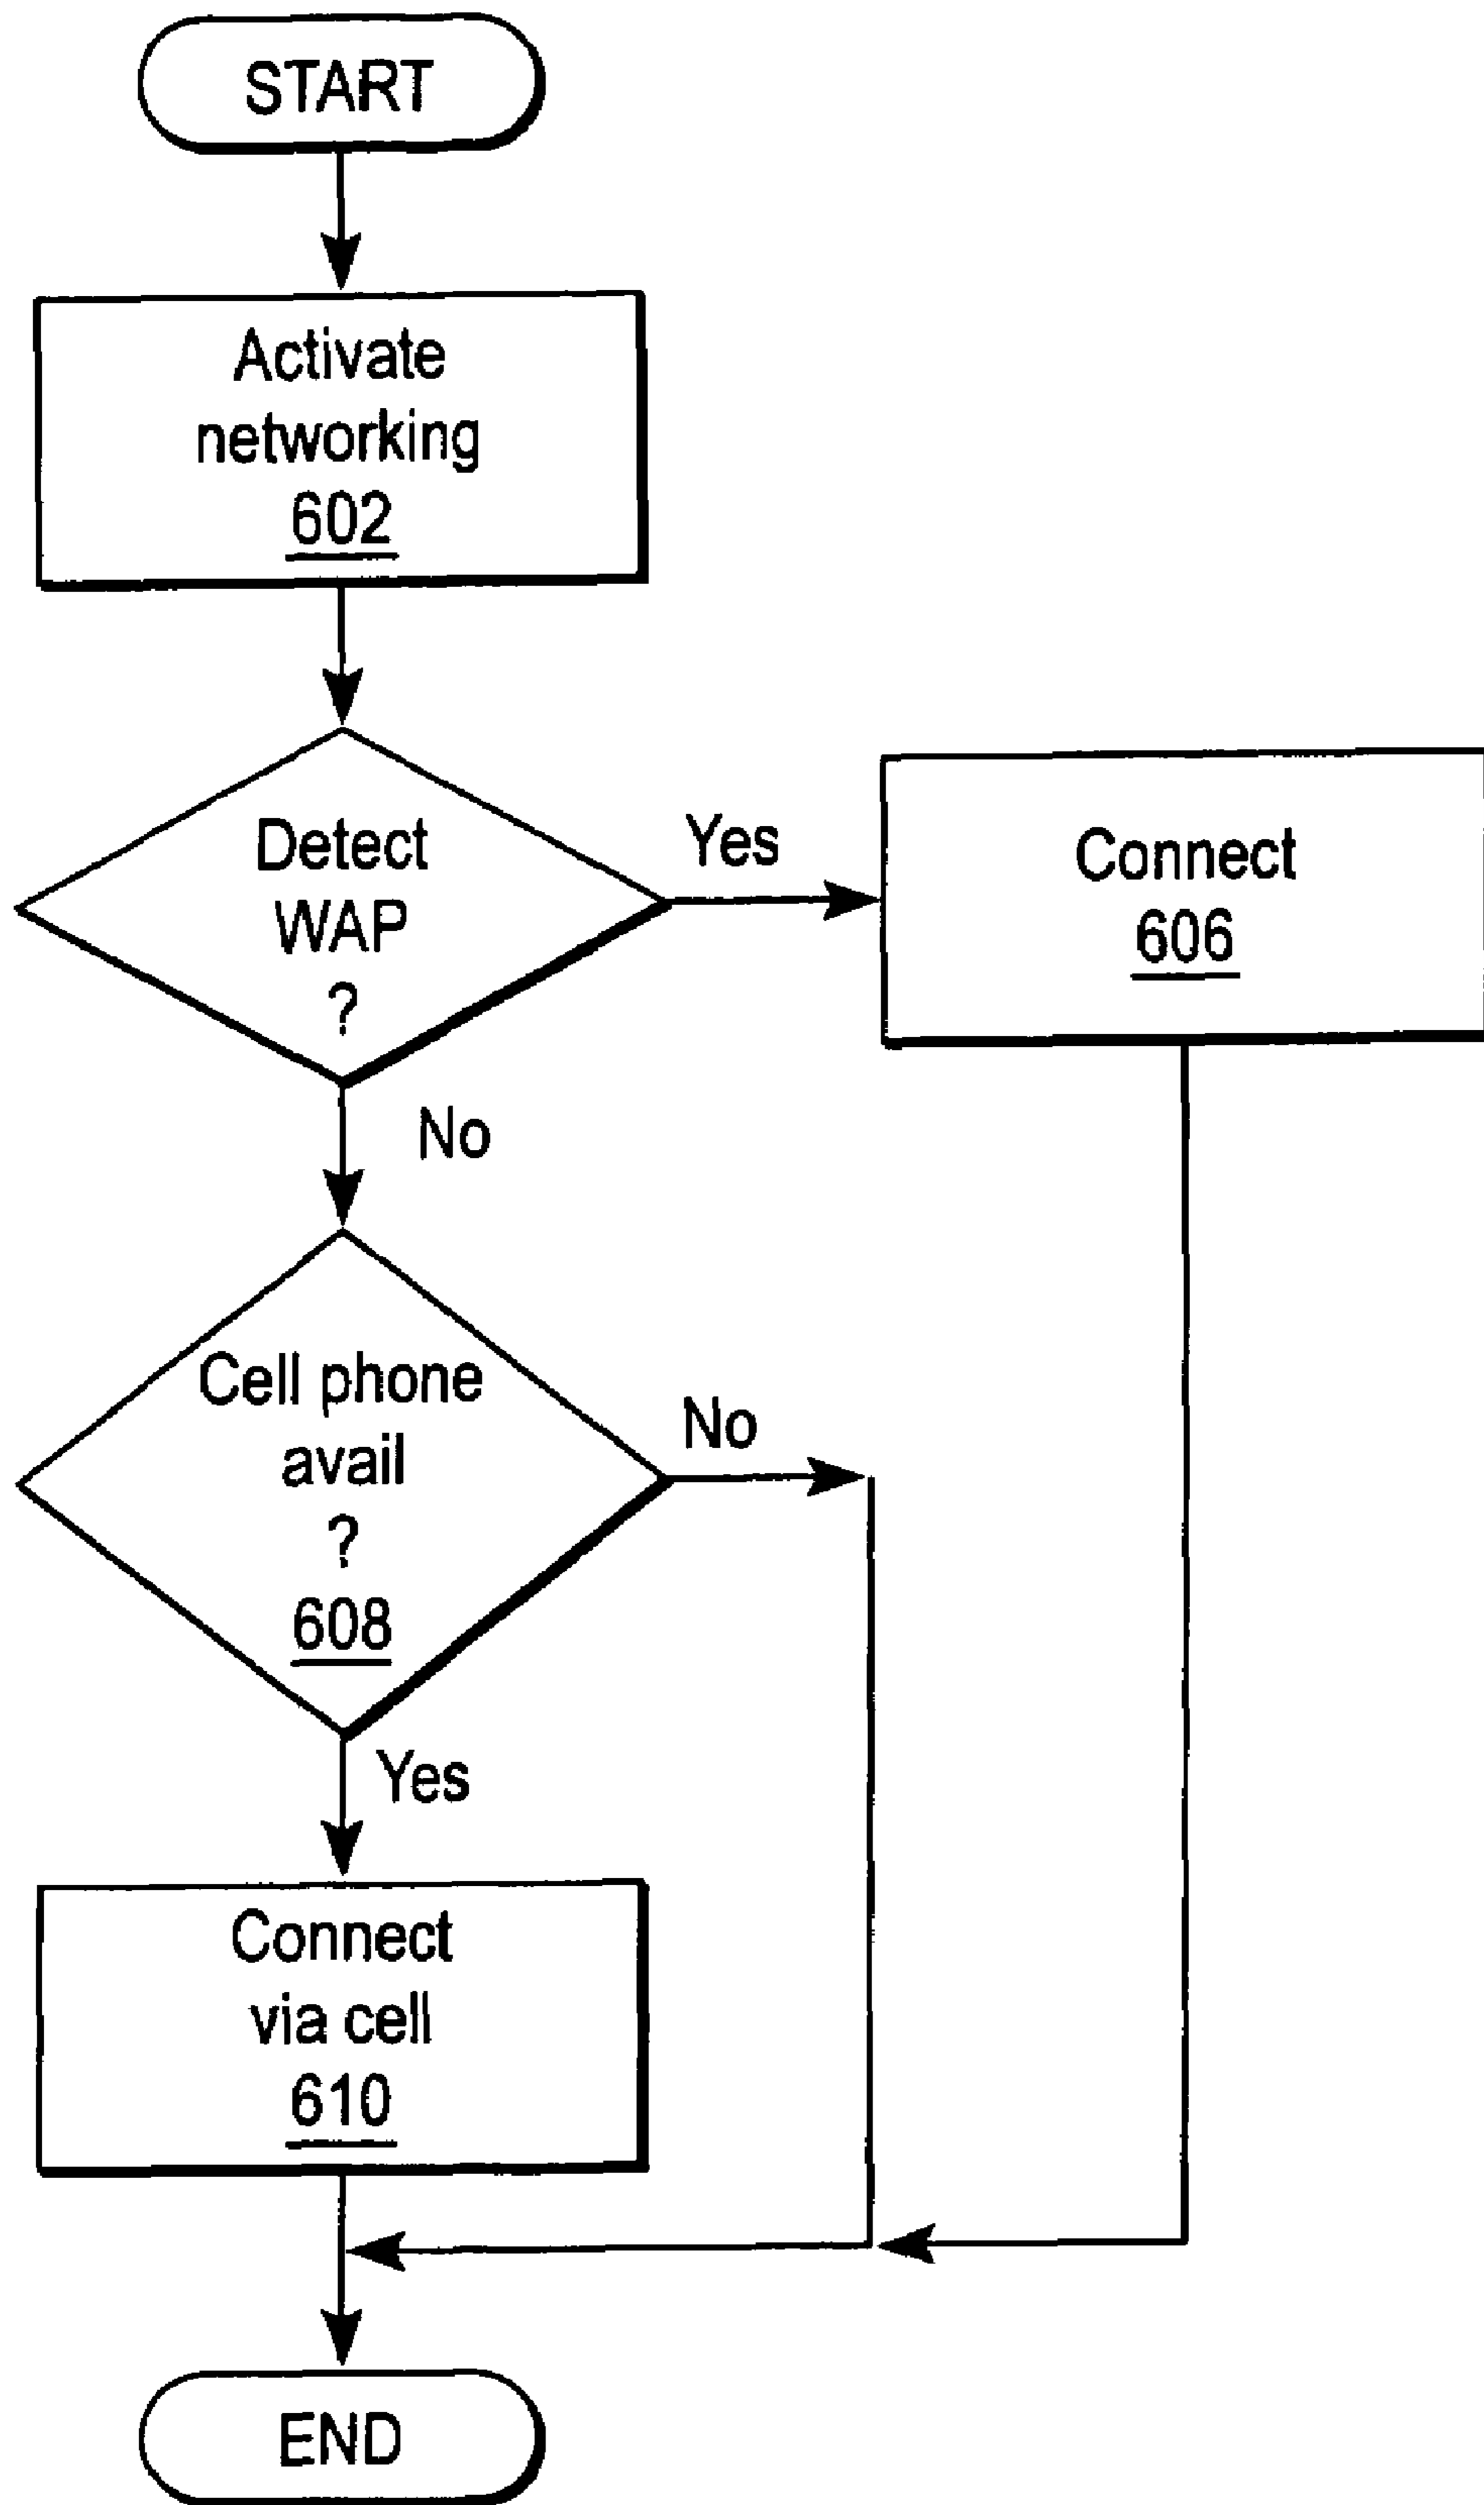 START
Activate
networking
602
Detect
WAP
?
Yes
Connect
606
No
Cell phone
avail
?
608
No
Yes
Connect
via cell
610
END